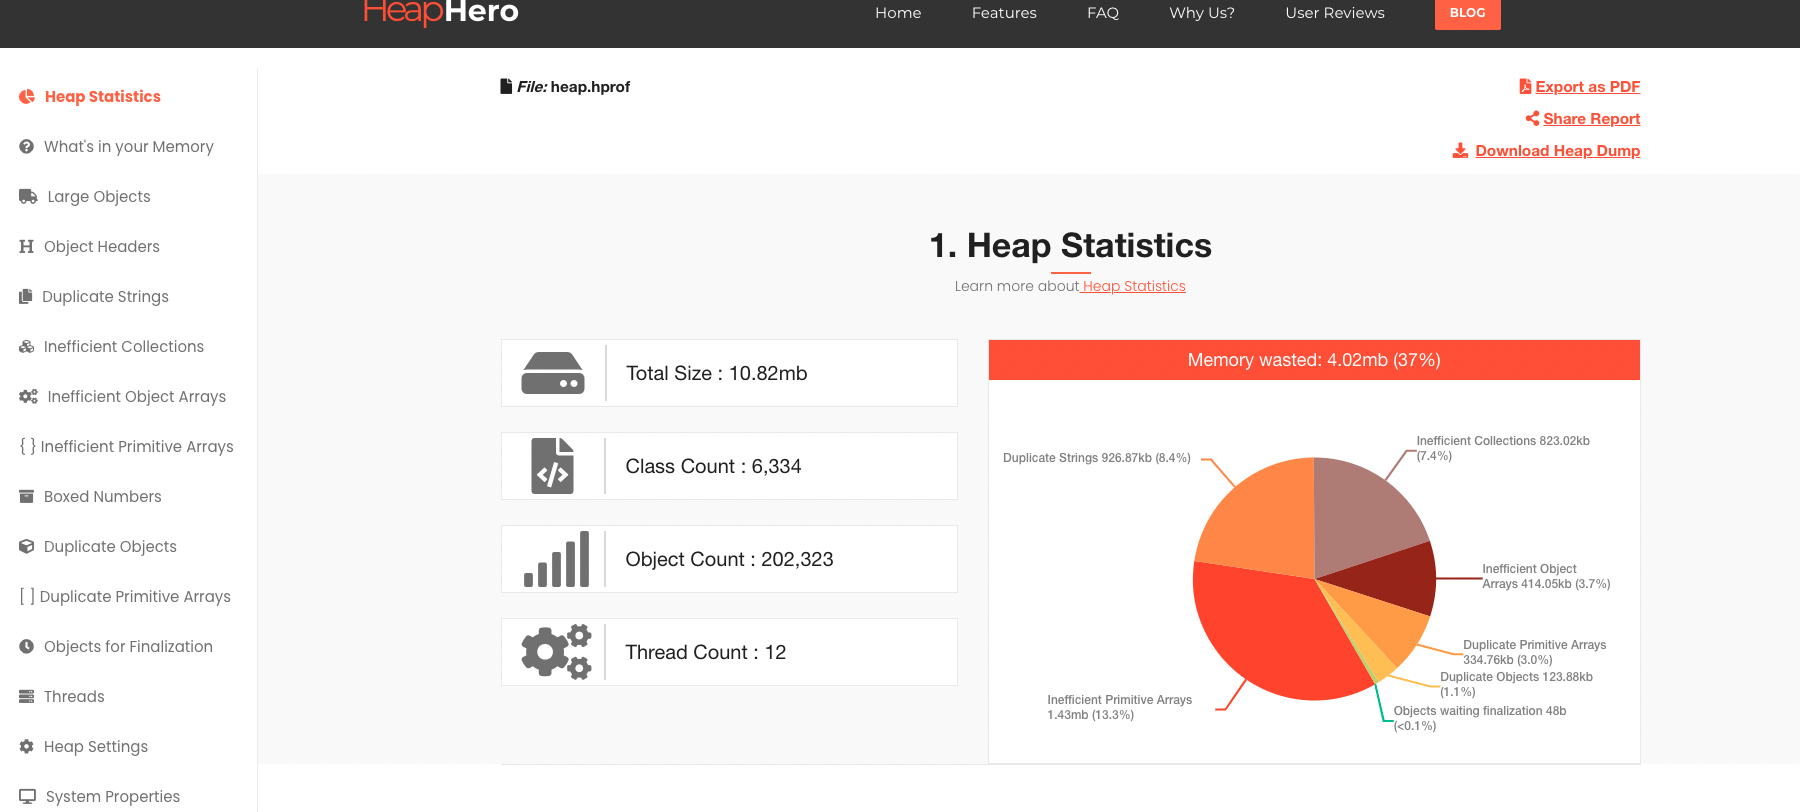 HeapHero
Home
Features
FAQ
Why Us?
User Reviews
BLOG
Heap Statistics
What's in your Memory
Large Objects
Object Headers
Duplicate Strings
Inefficient Collections
Inefficient Object Arrays
{ } Inefficient Primitive Arrays
Boxed Numbers
Duplicate Objects
[ ] Duplicate Primitive Arrays
Objects for Finalization
Threads
Heap Settings
System Properties
File: heap.hprof
Export as PDF
Share Report
Download Heap Dump
1. Heap Statistics
Learn more about Heap Statistics
Total Size : 10.82mb
Class Count : 6,334
Object Count : 202,323
Thread Count : 12
Memory wasted: 4.02mb (37%)
Duplicate Strings 926.87kb (8.4%)
Inefficient Collections 823.02kb
(7.4%)
Inefficient Object
Arrays 414.05kb (3.7%)
Duplicate Primitive Arrays
334.76kb (3.0%)
Duplicate Objects 123.88kb
(1.1%)
Objects waiting finalization 48b
(<0.1%)
Inefficient Primitive Arrays
1.43mb (13.3%)